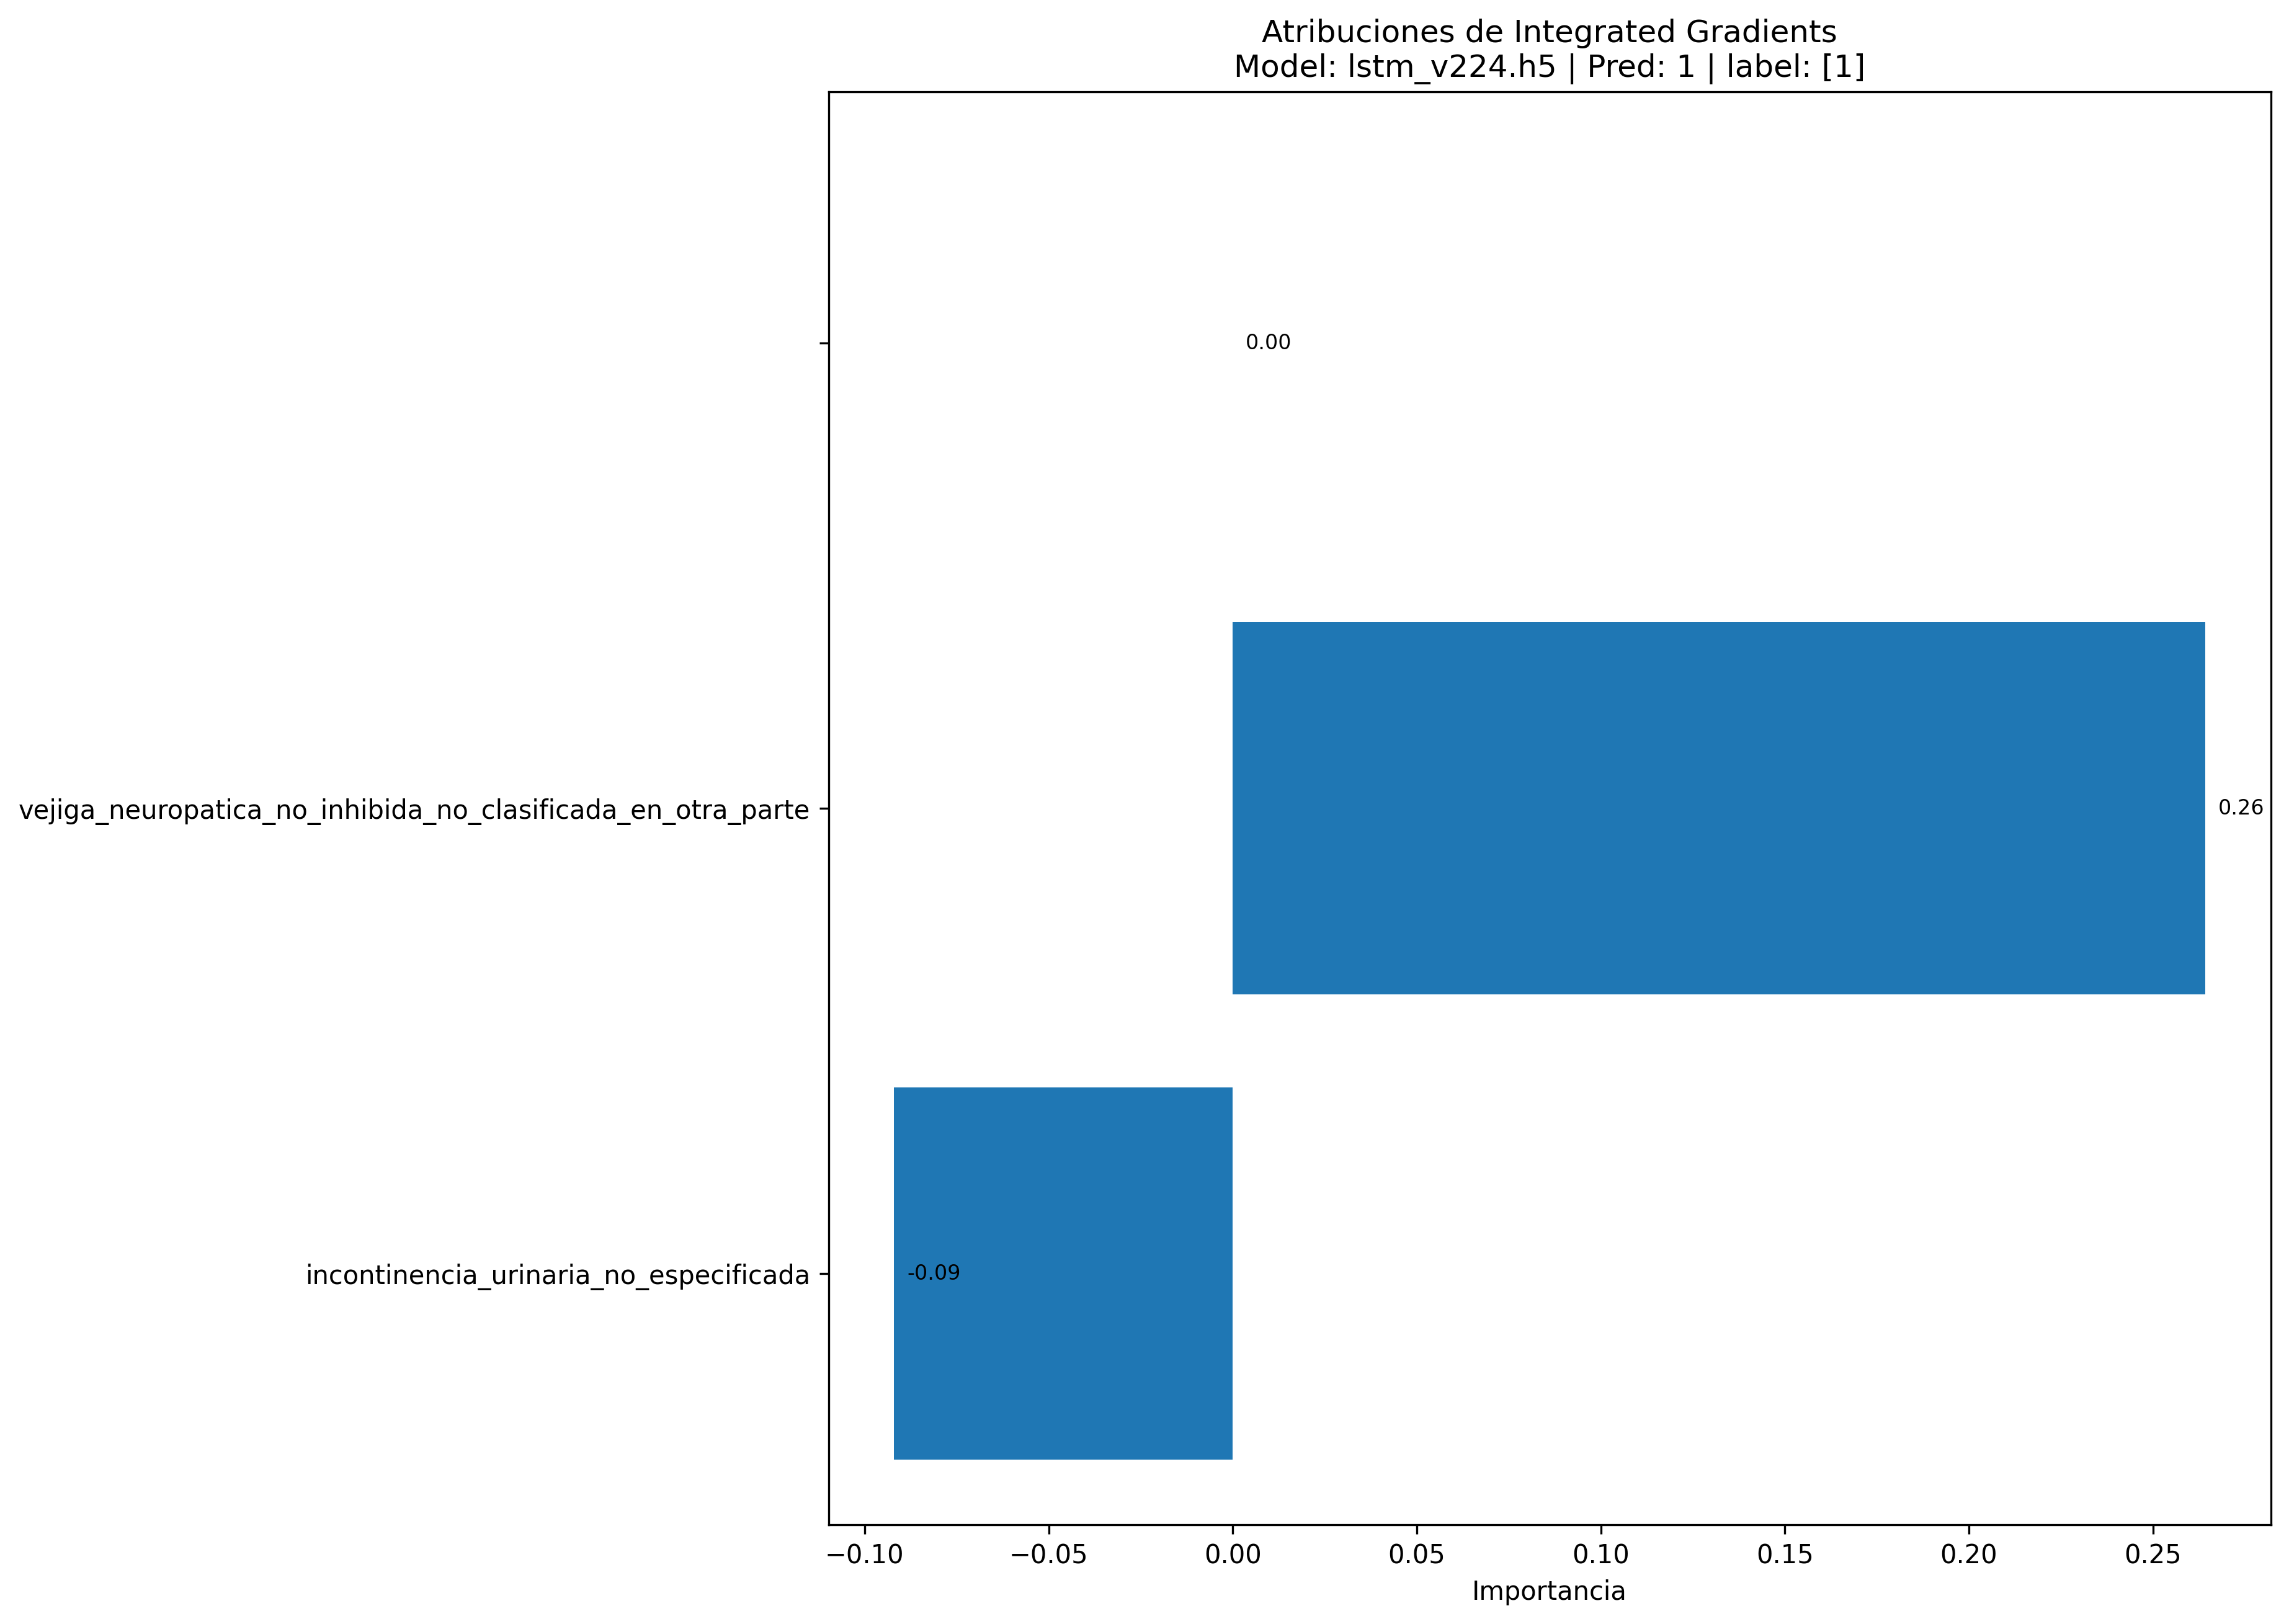 Atribuciones de Integrated Gradients
Model: lstm_v224.h5 | Pred: 1 | label: [1]
0.00
vejiga_neuropatica_no_inhibida_no_clasificada_en_otra_parte
0.26
incontinencia_urinaria_no_especificada
-0.09
−0.10 −0.05 0.00 0.05 0.10 0.15 0.20 0.25
Importancia